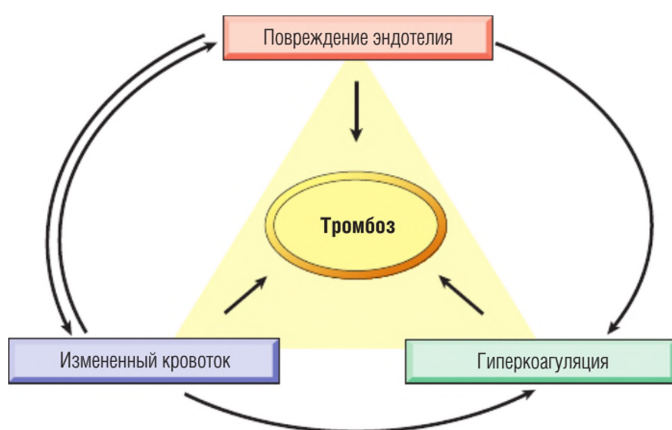 Повреждение эндотелия
Тромбоз
Измененный кровоток
Гиперкоагуляция